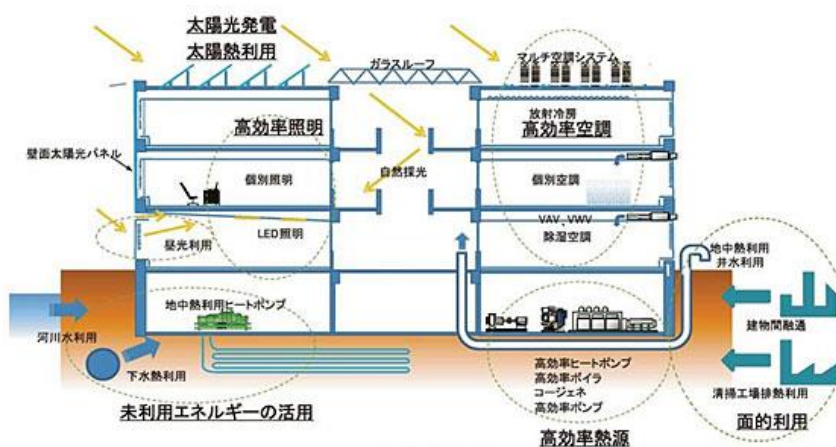 太陽光発電
太陽熱利用
ガラスルーフ
マルチ空調システム
高効率照明
放射冷房
高効率空調
壁面太陽光パネル
個別照明
自然採光
個別空調
昼光利用
LED照明
VAV、VWV
除湿空調
地中熱利用
井水利用
地中熱利用ヒートポンプ
河川水利用
下水熱利用
建物間融通
高効率ヒートポンプ
高効率ボイラ
コージェネ
高効率ポンプ
清掃工場排熱利用
未利用エネルギーの活用
高効率熱源
面的利用